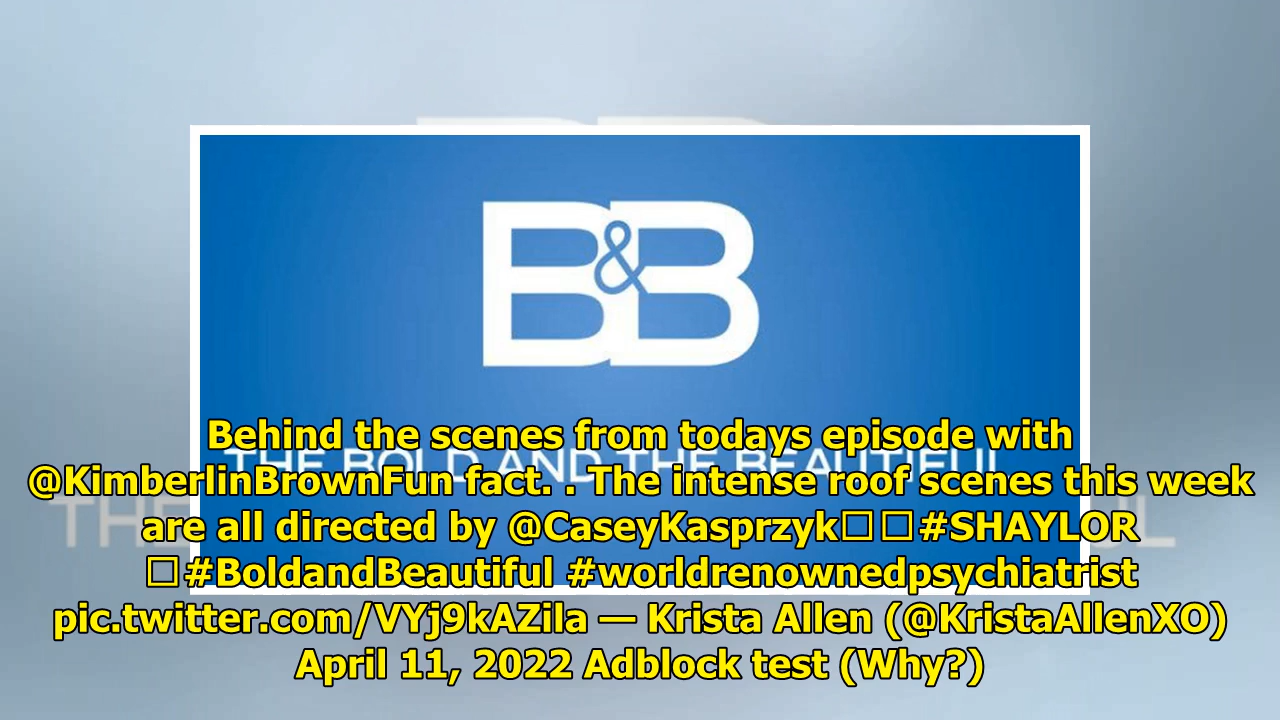 B&B
THE BOLD AND THE BEAUTIFUL
Behind the scenes from todays episode with
@KimberlinBrownFun fact. . The intense roof scenes this week
are all directed by @CaseyKasprzyk□□#SHAYLOR
□#BoldandBeautiful #worldrenownedpsychiatrist
pic.twitter.com/VYj9kAZila — Krista Allen (@KristaAllenXO)
April 11, 2022 Adblock test (Why?)